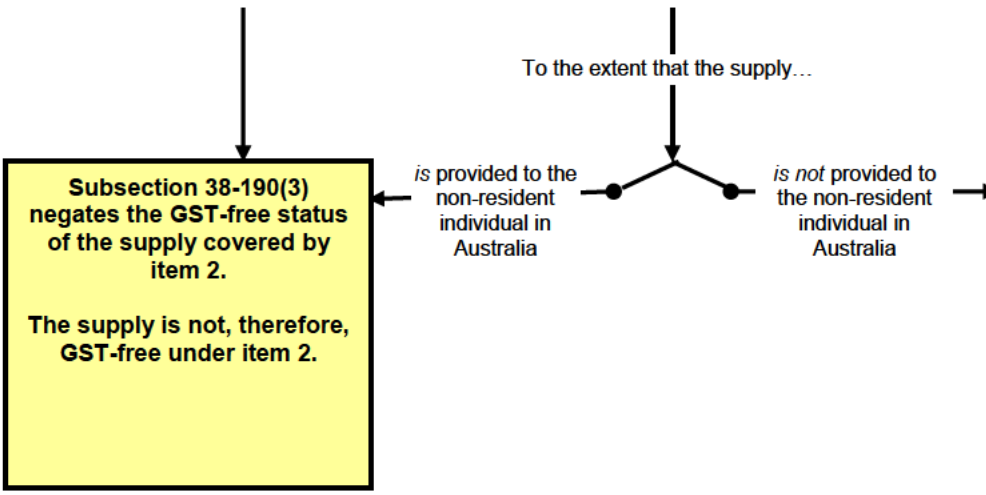 To the extent that the supply…
Subsection 38-190(3)
negates the GST-free status
of the supply covered by
item 2.
The supply is not, therefore,
GST-free under item 2.
is provided to the
non-resident
individual in
Australia
is not provided to
the non-resident
individual in
Australia